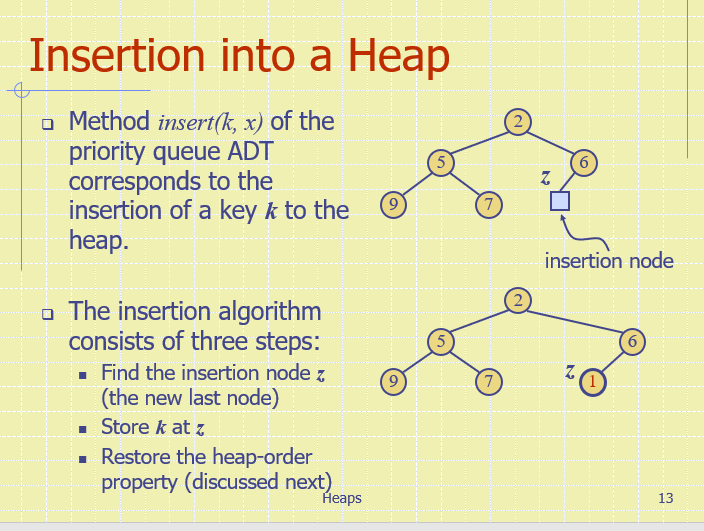 Insertion into a Heap
Method insert(k, x) of the
priority queue ADT
corresponds to the
insertion of a key k to the
heap.
2
5
6
z
9
7
insertion node
The insertion algorithm
consists of three steps:
Find the insertion node z
(the new last node)
Store k at z
Restore the heap-order
property (discussed next)
2
5
6
z
9
7
1
Heaps
13